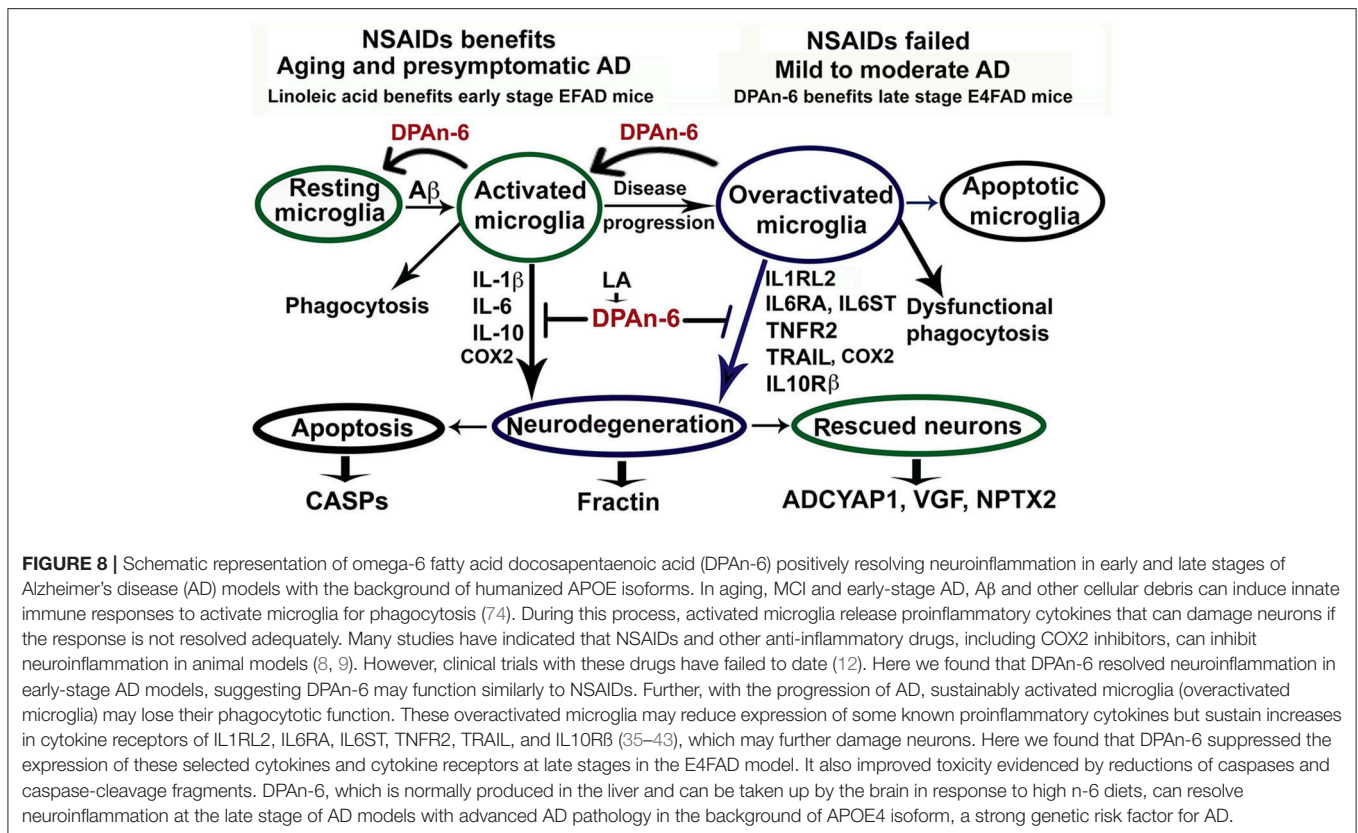 NSAIDs benefits
Aging and presymptomatic AD
Linoleic acid benefits early stage EFAD mice
NSAIDs failed
Mild to moderate AD
DPAn-6 benefits late stage E4FAD mice
DPAn-6
DPAn-6
Resting
microglia
Aβ
Activated
microglia
Disease
progression
Overactivated
microglia
Apoptotic
microglia
Phagocytosis
IL-1β
IL-6
IL-10
COX2
LA
DPAn-6
IL1RL2
IL6RA, IL6ST
TNFR2
TRAIL, COX2
IL10Rβ
Dysfunctional
phagocytosis
Apoptosis
Neurodegeneration
Rescued neurons
CASPs
Fractin
ADCYAP1, VGF, NPTX2
FIGURE 8 | Schematic representation of omega-6 fatty acid docosapentaenoic acid (DPAn-6) positively resolving neuroinflammation in early and late stages of
Alzheimer's disease (AD) models with the background of humanized APOE isoforms. In aging, MCI and early-stage AD, Aβ and other cellular debris can induce innate
immune responses to activate microglia for phagocytosis (74). During this process, activated microglia release proinflammatory cytokines that can damage neurons if
the response is not resolved adequately. Many studies have indicated that NSAIDs and other anti-inflammatory drugs, including COX2 inhibitors, can inhibit
neuroinflammation in animal models (8, 9). However, clinical trials with these drugs have failed to date (12). Here we found that DPAn-6 resolved neuroinflammation in
early-stage AD models, suggesting DPAn-6 may function similarly to NSAIDs. Further, with the progression of AD, sustainably activated microglia (overactivated
microglia) may lose their phagocytotic function. These overactivated microglia may reduce expression of some known proinflammatory cytokines but sustain increases
in cytokine receptors of IL1RL2, IL6RA, IL6ST, TNFR2, TRAIL, and IL10Rß (35–43), which may further damage neurons. Here we found that DPAn-6 suppressed the
expression of these selected cytokines and cytokine receptors at late stages in the E4FAD model. It also improved toxicity evidenced by reductions of caspases and
caspase-cleavage fragments. DPAn-6, which is normally produced in the liver and can be taken up by the brain in response to high n-6 diets, can resolve
neuroinflammation at the late stage of AD models with advanced AD pathology in the background of APOE4 isoform, a strong genetic risk factor for AD.